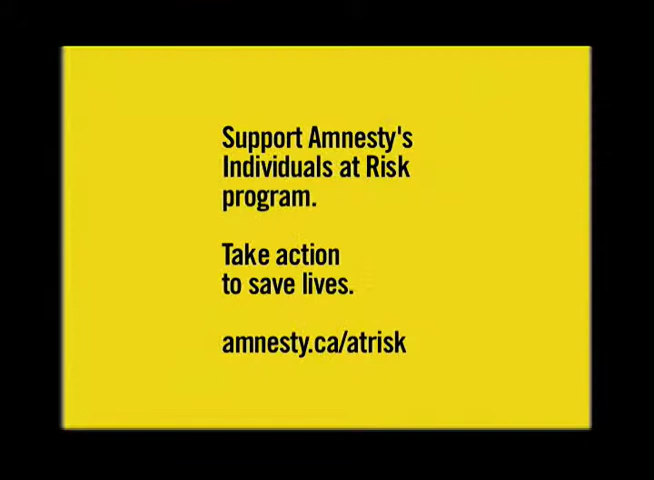 Support Amnesty's
Individuals at Risk
program.
Take action
to save lives.
amnesty.ca/atrisk